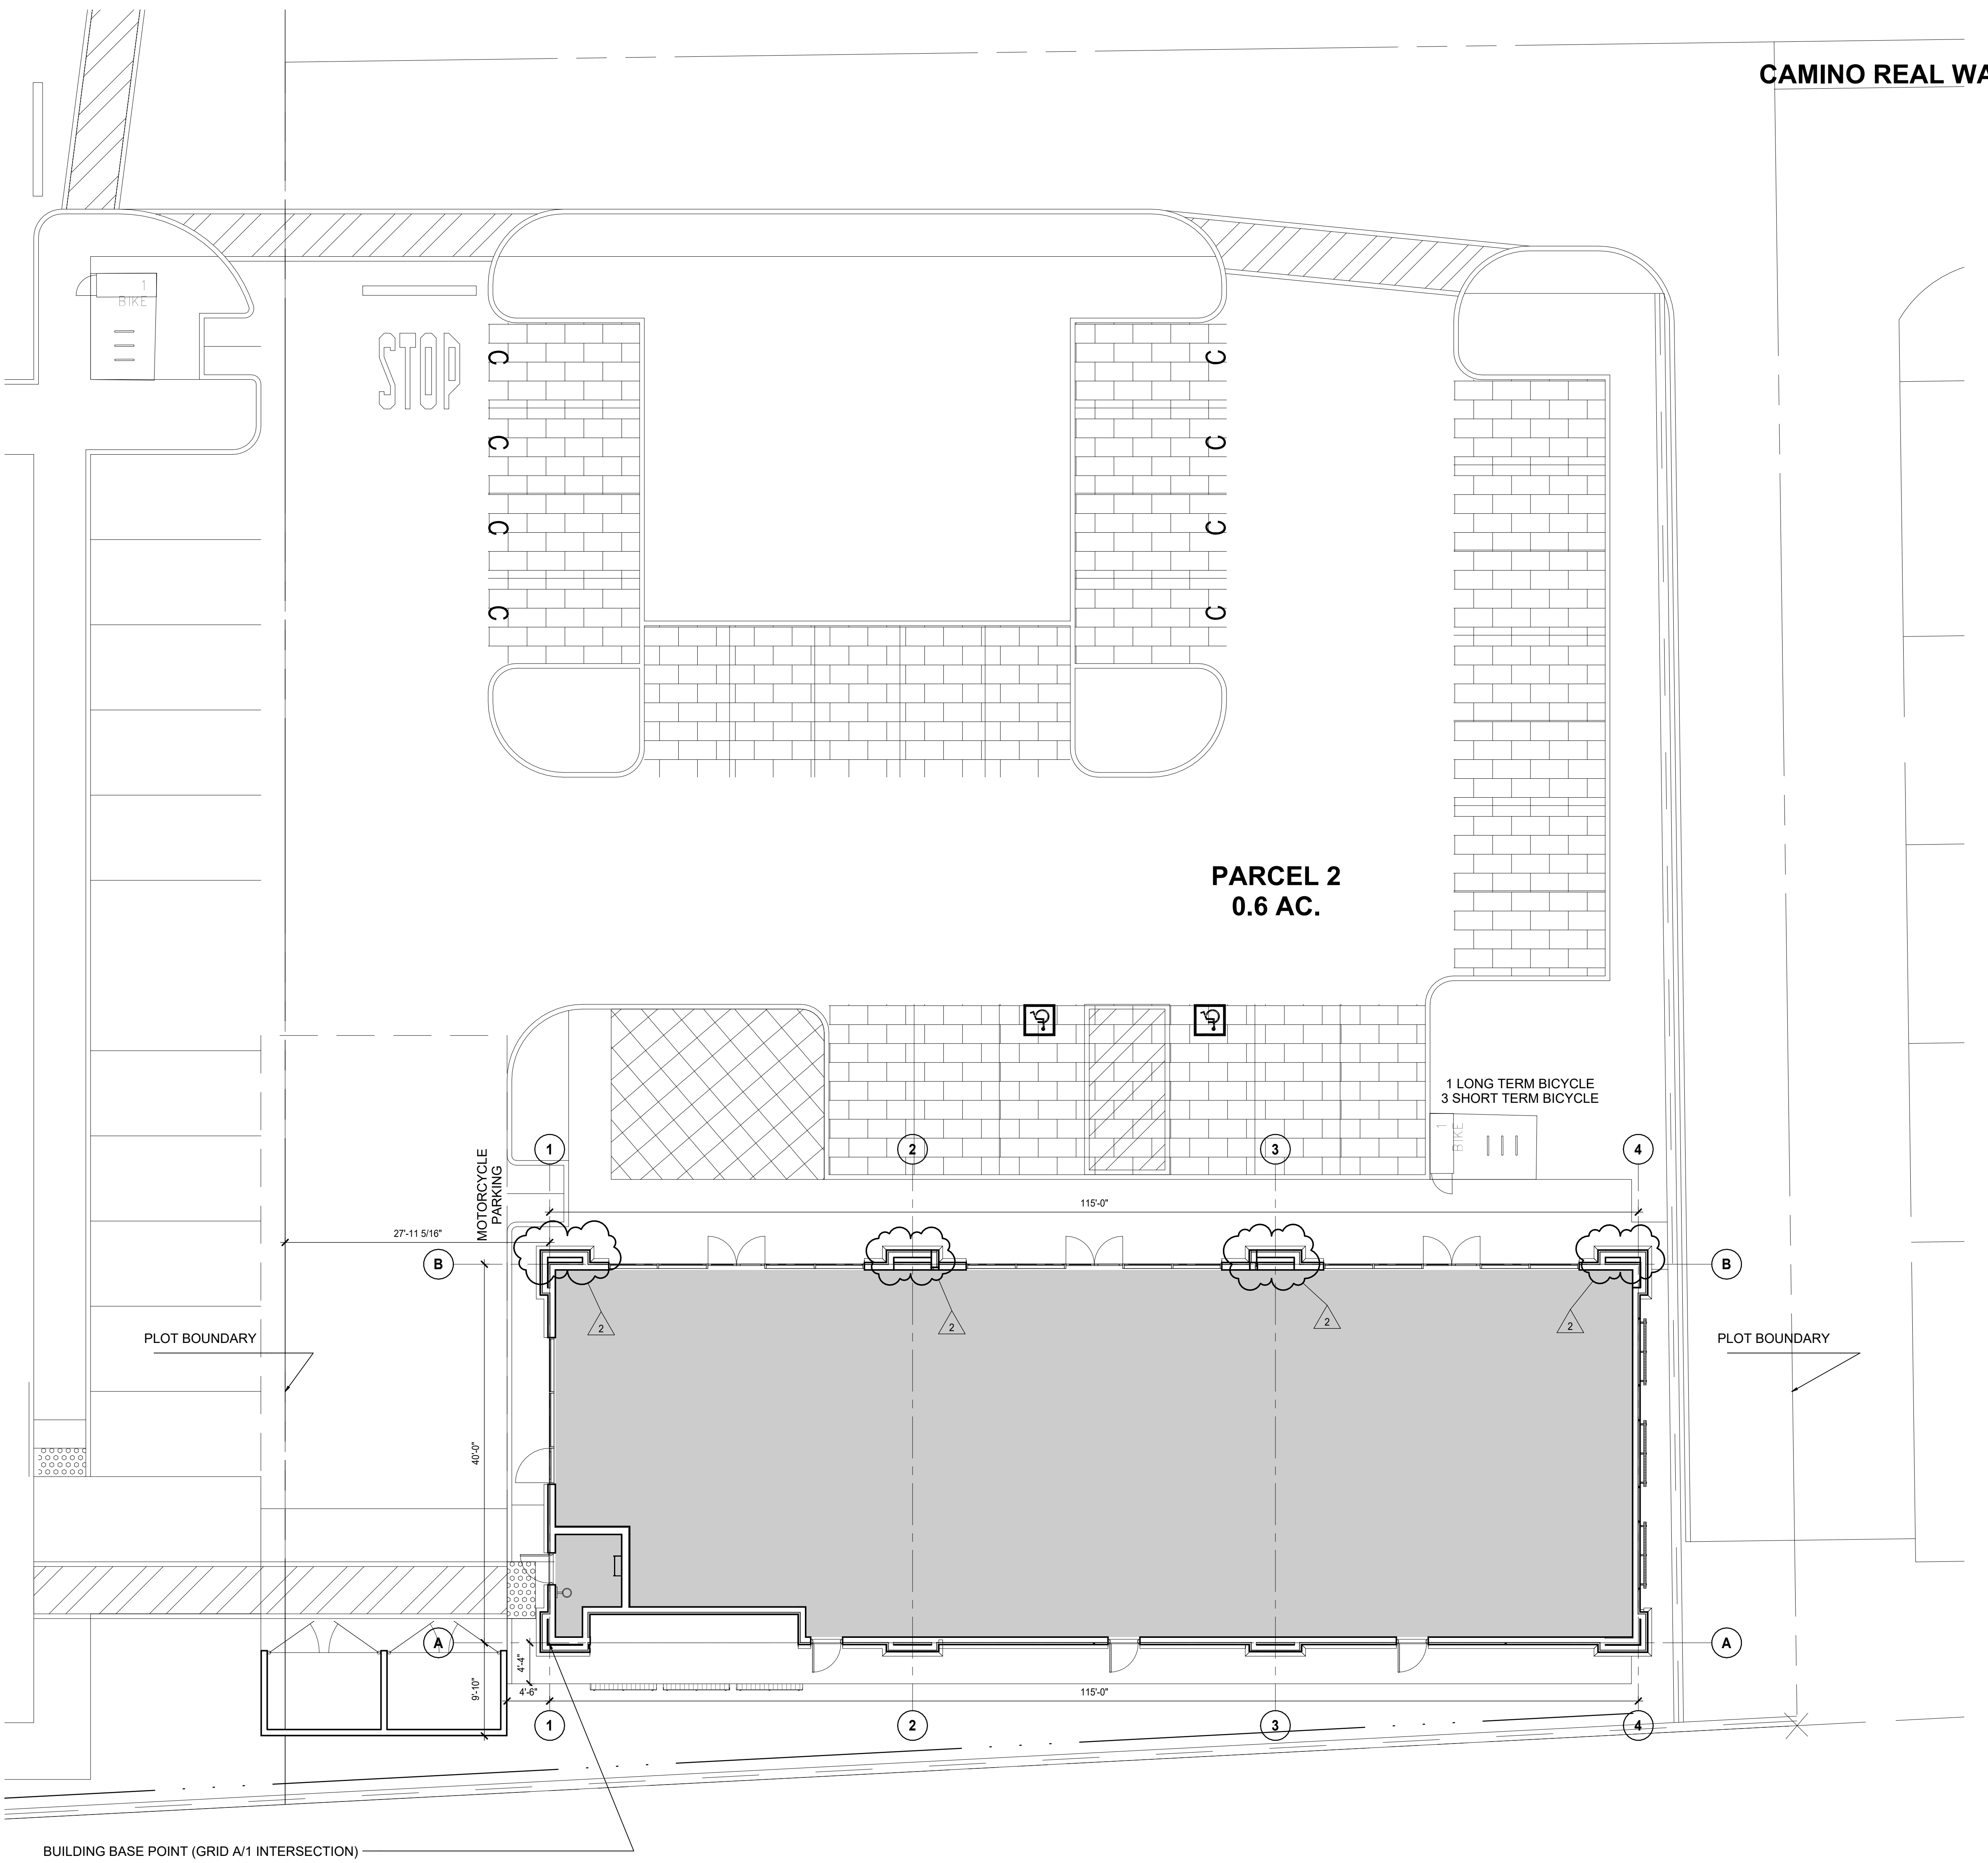 CAMINO REAL WA
1
BIKE
STOP
C
C
C
C
C
C
C
C
PARCEL 2
0.6 AC.
1 LONG TERM BICYCLE
3 SHORT TERM BICYCLE
1
BIKE
MOTORCYCLE
PARKING
1
2
3
4
115'-0"
27'-11 5/16"
B
B
2
2
2
2
PLOT BOUNDARY
PLOT BOUNDARY
40'-0"
A
A
4'-4"
9'-10"
4'-6"
115'-0"
1
2
3
4
BUILDING BASE POINT (GRID A/1 INTERSECTION)